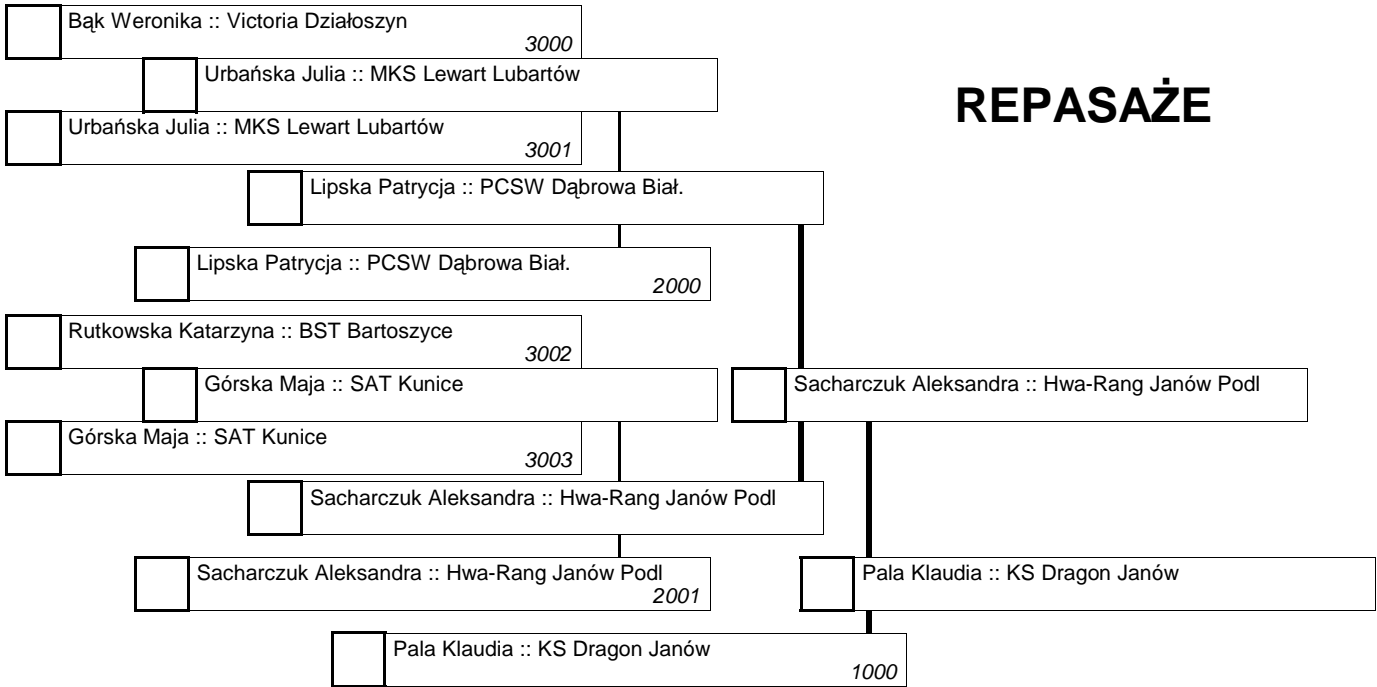 Bąk Weronika :: Victoria Działoszyn
3000
Urbańska Julia :: MKS Lewart Lubartów
REPASAŻE
Urbańska Julia :: MKS Lewart Lubartów
3001
Lipska Patrycja :: PCSW Dąbrowa Biał.
Lipska Patrycja :: PCSW Dąbrowa Biał.
2000
Rutkowska Katarzyna :: BST Bartoszyce
3002
Górska Maja :: SAT Kunice
Sacharczuk Aleksandra :: Hwa-Rang Janów Podl
Górska Maja :: SAT Kunice
3003
Sacharczuk Aleksandra :: Hwa-Rang Janów Podl
Sacharczuk Aleksandra :: Hwa-Rang Janów Podl
2001
Pala Klaudia :: KS Dragon Janów
Pala Klaudia :: KS Dragon Janów
1000